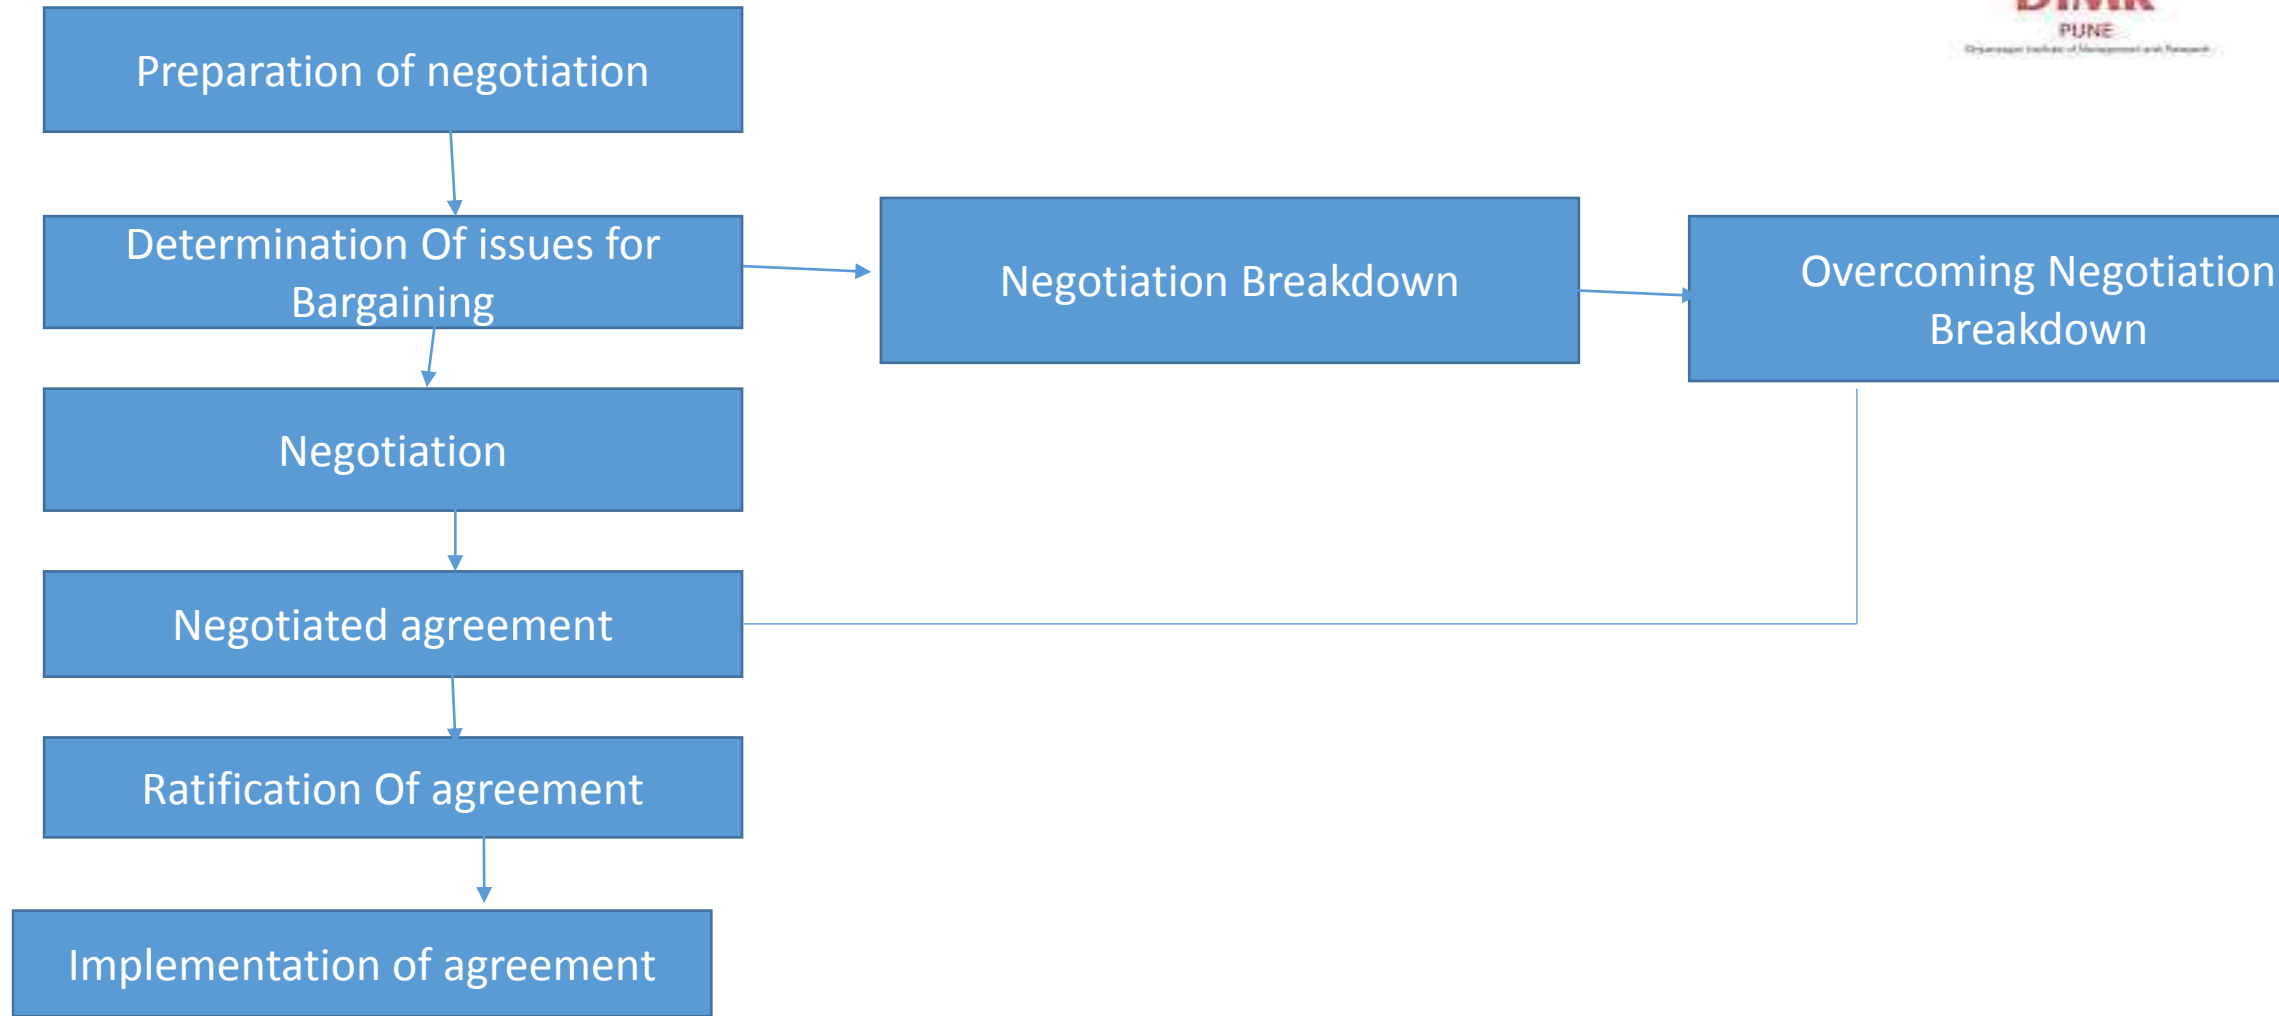 DIMR
PUNE
Preparation of negotiation
Determination Of issues for
Bargaining
Negotiation Breakdown
Overcoming Negotiation
Breakdown
Negotiation
Negotiated agreement
Ratification Of agreement
Implementation of agreement